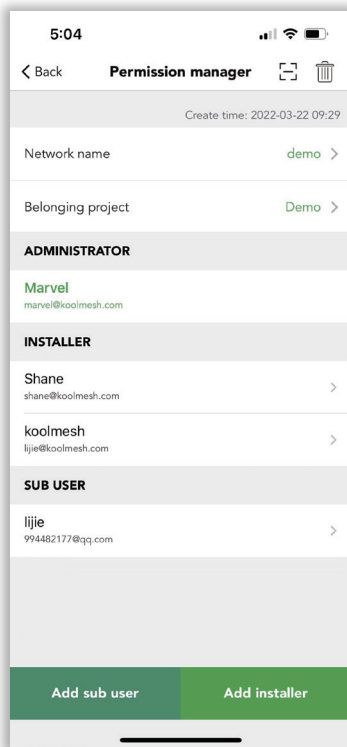 5:04
Back Permission manager
Create time: 2022-03-22 09:29
Network name demo
Belonging project Demo
ADMINISTRATOR
Marvel
marvel@koolmesh.com
INSTALLER
Shane
shane@koolmesh.com
koolmesh
lijie@koolmesh.com
SUB USER
lijie
994482177@qq.com
Add sub user Add installer